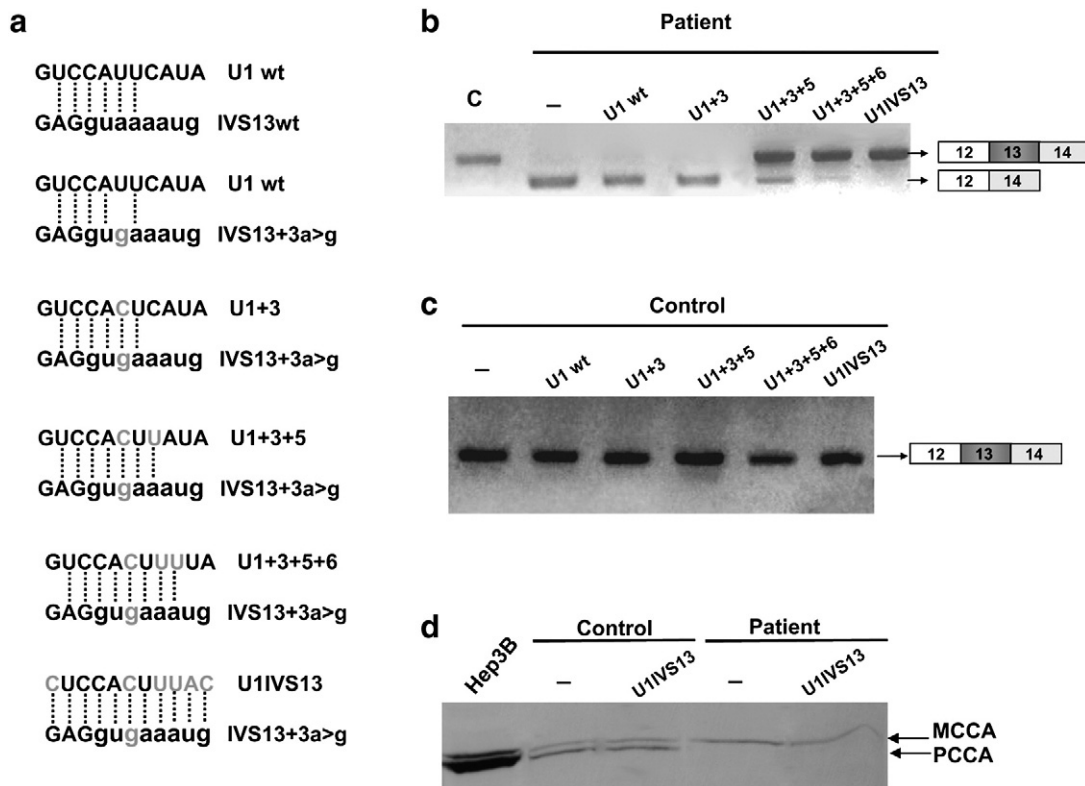 a
GUCCAUUCAUA U1 wt
GAGguaaaaug IVS13wt
GUCCAUUCAUA U1 wt
GAGgugaaaug IVS13+3a>g
GUCCACUCAUA U1+3
GAGgugaaaug IVS13+3a>g
GUCCACUUAUA U1+3+5
GAGgugaaaug IVS13+3a>g
GUCCACUUUUA U1+3+5+6
GAGgugaaaug IVS13+3a>g
CUCCACUUUAC U1IVS13
GAGgugaaaug IVS13+3a>g
b
Patient
C – U1 wt U1+3 U1+3+5 U1+3+5+6 U1IVS13
12 13 14
12 14
c
Control
– U1 wt U1+3 U1+3+5 U1+3+5+6 U1IVS13
12 13 14
d
Control Patient
Hep3B – U1IVS13 – U1IVS13
MCCA
PCCA